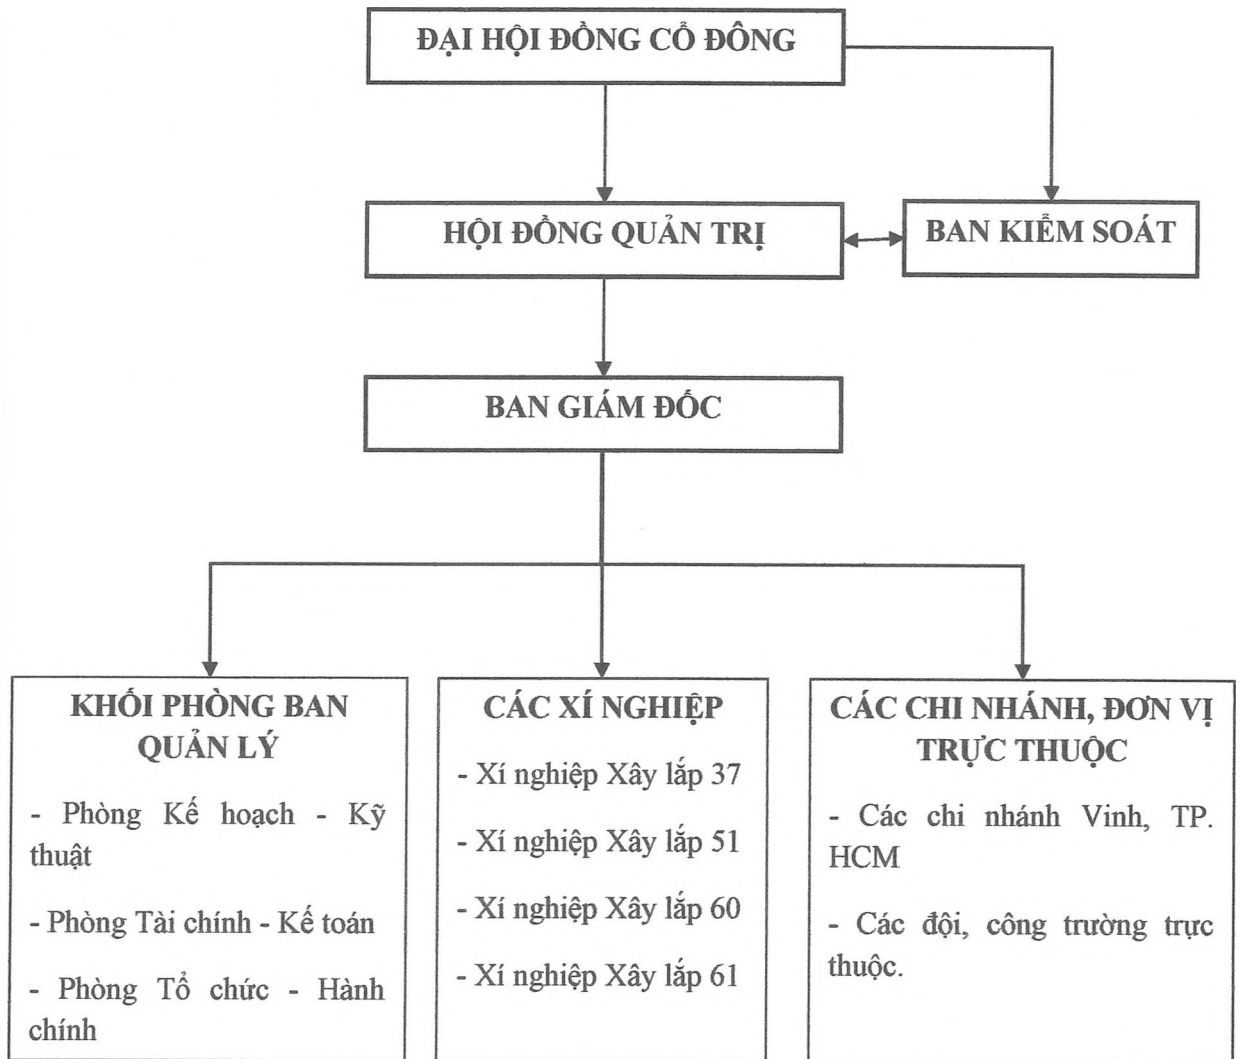 ĐẠI HỘI ĐỒNG CỔ ĐÔNG
HỘI ĐỒNG QUẢN TRỊ
BAN KIỂM SOÁT
BAN GIÁM ĐỐC
KHỐI PHÒNG BAN
QUẢN LÝ
- Phòng Kế hoạch - Kỹ
thuật
- Phòng Tài chính - Kế toán
- Phòng Tổ chức - Hành
chính
CÁC XÍ NGHIỆP
- Xí nghiệp Xây lắp 37
- Xí nghiệp Xây lắp 51
- Xí nghiệp Xây lắp 60
- Xí nghiệp Xây lắp 61
CÁC CHI NHÁNH, ĐƠN VỊ
TRỰC THUỘC
- Các chi nhánh Vinh, TP.
HCM
- Các đội, công trường trực
thuộc.